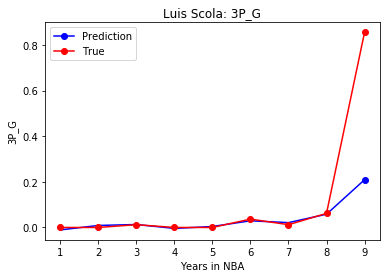 Luis Scola: 3P_G
Prediction
True
3P_G
0.8
0.6
0.4
0.2
0.0
1 2 3 4 5 6 7 8 9
Years in NBA